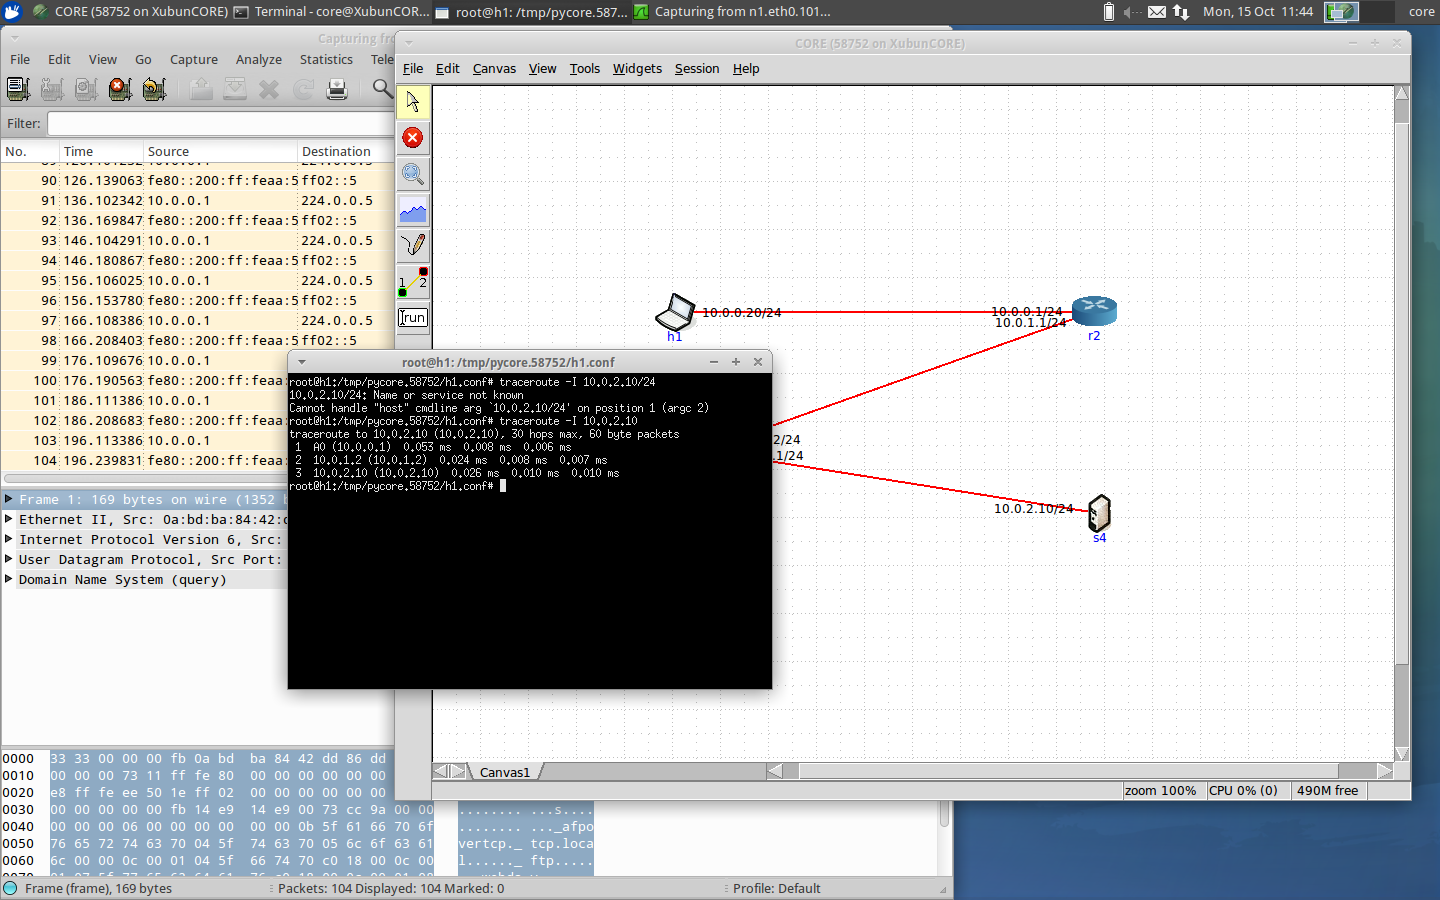 CORE (58752 on XubunCORE)
Terminal - core@XubunCOR...
root@h1: /tmp/pycore.587...
Capturing from n1.eth0.101...
Mon, 15 Oct 11:44
core
Capturing fro
File Edit View Go Capture Analyze Statistics Tele
Filter:
No. Time Source Destination
90 126.139063 fe80::200:ff:feaa:5 ff02::5
91 136.102342 10.0.0.1 224.0.0.5
92 136.169847 fe80::200:ff:feaa:5 ff02::5
93 146.104291 10.0.0.1 224.0.0.5
94 146.180867 fe80::200:ff:feaa:5 ff02::5
95 156.106025 10.0.0.1 224.0.0.5
96 156.153780 fe80::200:ff:feaa:5 ff02::5
97 166.108386 10.0.0.1 224.0.0.5
98 166.208403 fe80::200:ff:feaa:5
99 176.109676 10.0.0.1
100 176.190563 fe80::200:ff:feaa:5
101 186.111386 10.0.0.1
102 186.208683 fe80::200:ff:feaa:5
103 196.113386 10.0.0.1
104 196.239831 fe80::200:ff:feaa:5
Frame 1: 169 bytes on wire (1352 b
Ethernet II, Src: 0a:bd:ba:84:42:
Internet Protocol Version 6, Src:
User Datagram Protocol, Src Port:
Domain Name System (query)
0000 33 33 00 00 00 fb 0a bd ba 84 42 dd 86 dd
0010 00 00 00 73 11 ff fe 80 00 00 00 00 00 00
0020 e8 ff fe ee 50 1e ff 02 00 00 00 00 00 00
0030 00 00 00 00 00 fb 14 e9 14 e9 00 73 cc 9a 00 00 ........ ...s....
0040 00 00 00 06 00 00 00 00 00 00 0b 5f 61 66 70 6f ........ ..._afpo
0050 76 65 72 74 63 70 04 5f 74 63 70 05 6c 6f 63 61 vertcp._ tcp.loca
0060 6c 00 00 0c 00 01 04 5f 66 74 70 c0 18 00 0c 00 l......_ ftp.....
Frame (frame), 169 bytes
Packets: 104 Displayed: 104 Marked: 0
Profile: Default
CORE (58752 on XubunCORE)
File Edit Canvas View Tools Widgets Session Help
1 2
run
10.0.0.20/24
h1
10.0.0.1/24
10.0.1.1/24
r2
2/24
.1/24
10.0.2.10/24
s4
Canvas1
zoom 100%
CPU 0% (0)
490M free
root@h1: /tmp/pycore.58752/h1.conf
root@h1:/tmp/pycore.58752/h1.conf# traceroute -I 10.0.2.10/24
10.0.2.10/24: Name or service not known
Cannot handle "host" cmdline arg `10.0.2.10/24' on position 1 (argc 2)
root@h1:/tmp/pycore.58752/h1.conf# traceroute -I 10.0.2.10
traceroute to 10.0.2.10 (10.0.2.10), 30 hops max, 60 byte packets
1 A0 (10.0.0.1) 0.053 ms 0.008 ms 0.006 ms
2 10.0.1.2 (10.0.1.2) 0.024 ms 0.008 ms 0.007 ms
3 10.0.2.10 (10.0.2.10) 0.026 ms 0.010 ms 0.010 ms
root@h1:/tmp/pycore.58752/h1.conf#